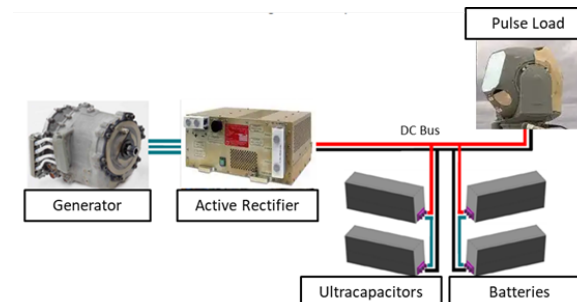 Pulse Load
DC Bus
Generator
Active Rectifier
Ultracapacitors
Batteries